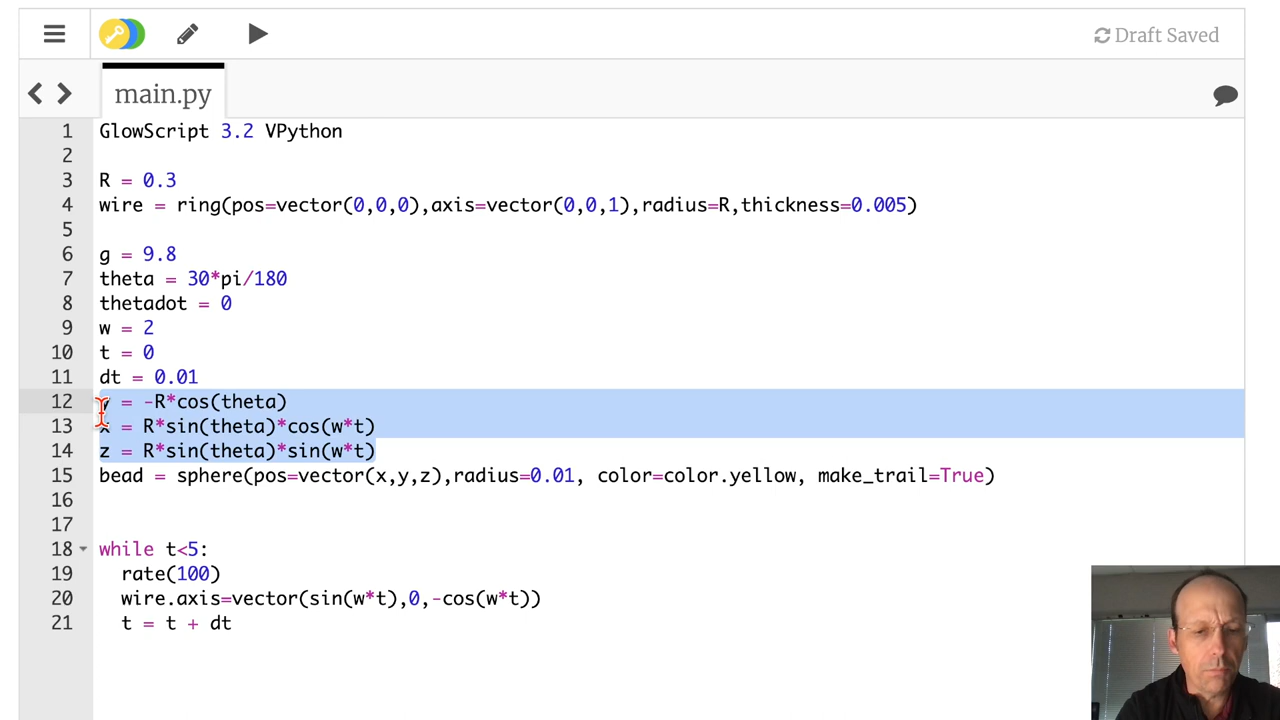 Draft Saved
main.py
1 GlowScript 3.2 VPython
2
3 R = 0.3
4 wire = ring(pos=vector(0,0,0),axis=vector(0,0,1),radius=R,thickness=0.005)
5
6 g = 9.8
7 theta = 30*pi/180
8 thetadot = 0
9 w = 2
10 t = 0
11 dt = 0.01
12 y = -R*cos(theta)
13 x = R*sin(theta)*cos(w*t)
14 z = R*sin(theta)*sin(w*t)
15 bead = sphere(pos=vector(x,y,z),radius=0.01, color=color.yellow, make_trail=True)
16
17
18 while t<5:
19 rate(100)
20 wire.axis=vector(sin(w*t),0,-cos(w*t))
21 t = t + dt